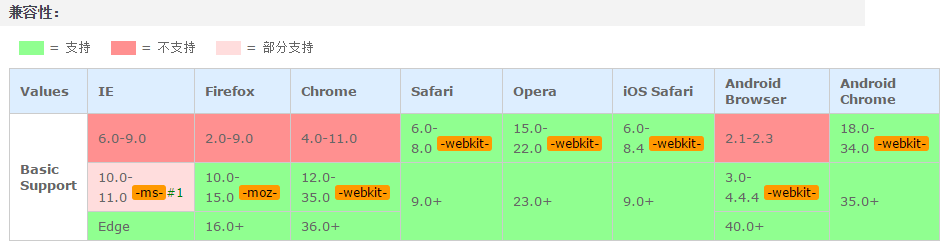 兼容性：
= 支持 = 不支持 = 部分支持
Values IE Firefox Chrome Safari Opera iOS Safari Android Browser Android Chrome
Basic Support
6.0-9.0 2.0-9.0 4.0-11.0 6.0-8.0 -webkit- 15.0-22.0 -webkit- 6.0-8.4 -webkit- 2.1-2.3 18.0-34.0 -webkit-
10.0-11.0 -ms- #1 10.0-15.0 -moz- 12.0-35.0 -webkit- 9.0+ 23.0+ 9.0+ 3.0-4.4.4 -webkit- 35.0+
Edge 16.0+ 36.0+ 40.0+